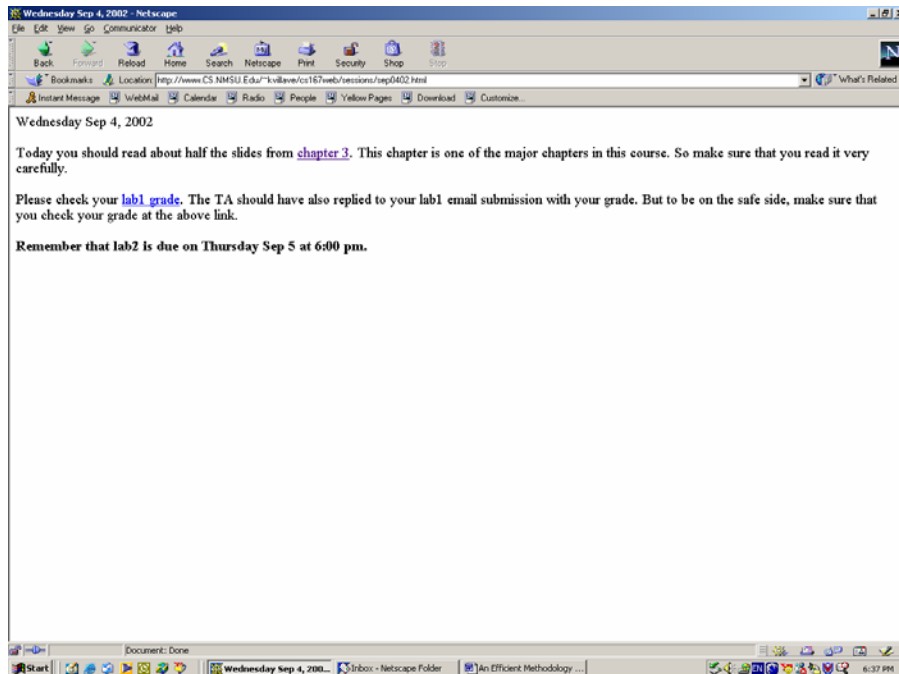 Wednesday Sep 4, 2002 - Netscape
File Edit View Go Communicator Help
Back Forward Reload Home Search Netscape Print Security Shop Stop
Bookmarks Location: http://www.CS.NMSU.Edu/~kvillave/cs167web/sessions/sep0402.html What's Related
Instant Message WebMail Calendar Radio People Yellow Pages Download Customize...
Wednesday Sep 4, 2002
Today you should read about half the slides from chapter 3. This chapter is one of the major chapters in this course. So make sure that you read it very
carefully.
Please check your lab1 grade. The TA should have also replied to your lab1 email submission with your grade. But to be on the safe side, make sure that
you check your grade at the above link.
Remember that lab2 is due on Thursday Sep 5 at 6:00 pm.
Document: Done
Start Wednesday Sep 4, 200... Inbox - Netscape Folder An Efficient Methodology ... EN 6:37 PM